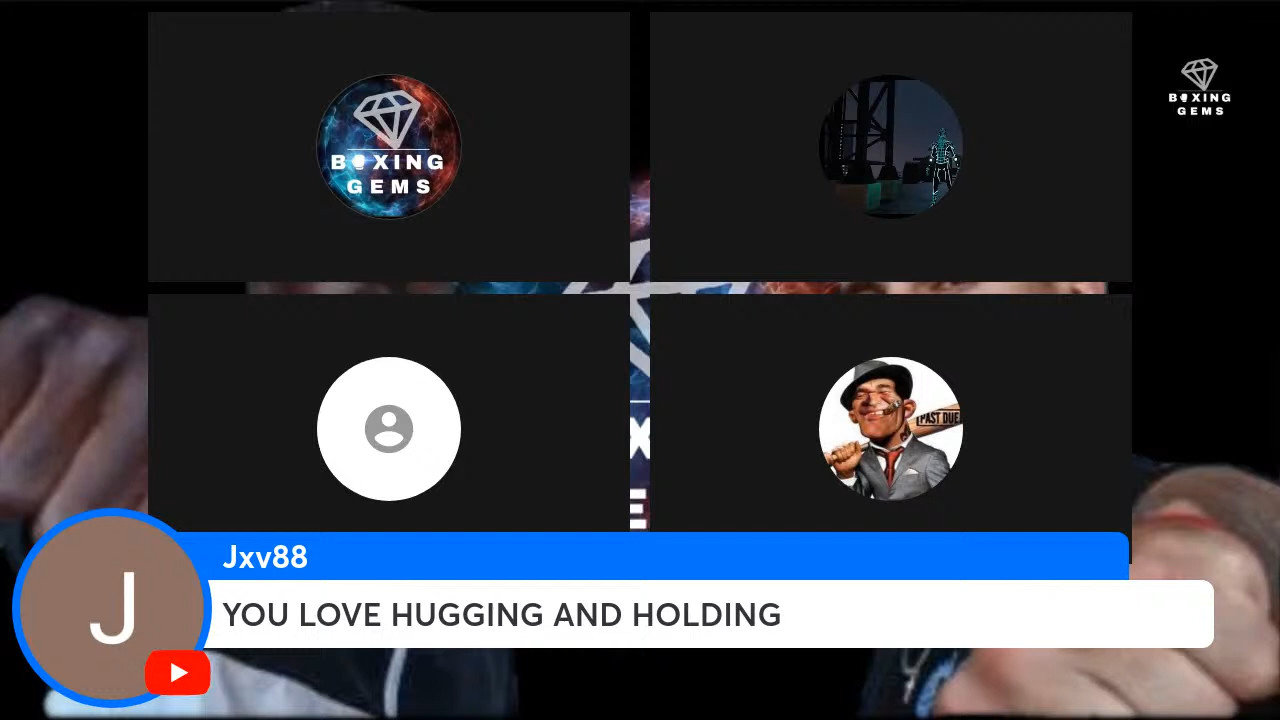 BOXING
GEMS
BOXING
GEMS
PAST DUE
X
E
Jxv88
YOU LOVE HUGGING AND HOLDING
J